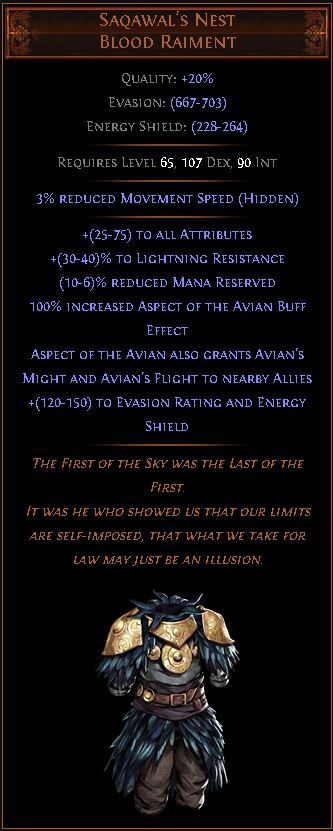 Saqawal's Nest
Blood Raiment
Quality: +20%
Evasion: (667-703)
Energy Shield: (228-264)
Requires Level 65, 107 Dex, 90 Int
3% reduced Movement Speed (Hidden)
+(25-75) to all Attributes
+(30-40)% to Lightning Resistance
(10-6)% reduced Mana Reserved
100% increased Aspect of the Avian Buff
Effect
Aspect of the Avian also grants Avian's
Might and Avian's Flight to nearby Allies
+(120-150) to Evasion Rating and Energy
Shield
The First of the Sky was the Last of the
First.
It was he who showed us that our limits
are self-imposed, that what we take for
law may just be an illusion.